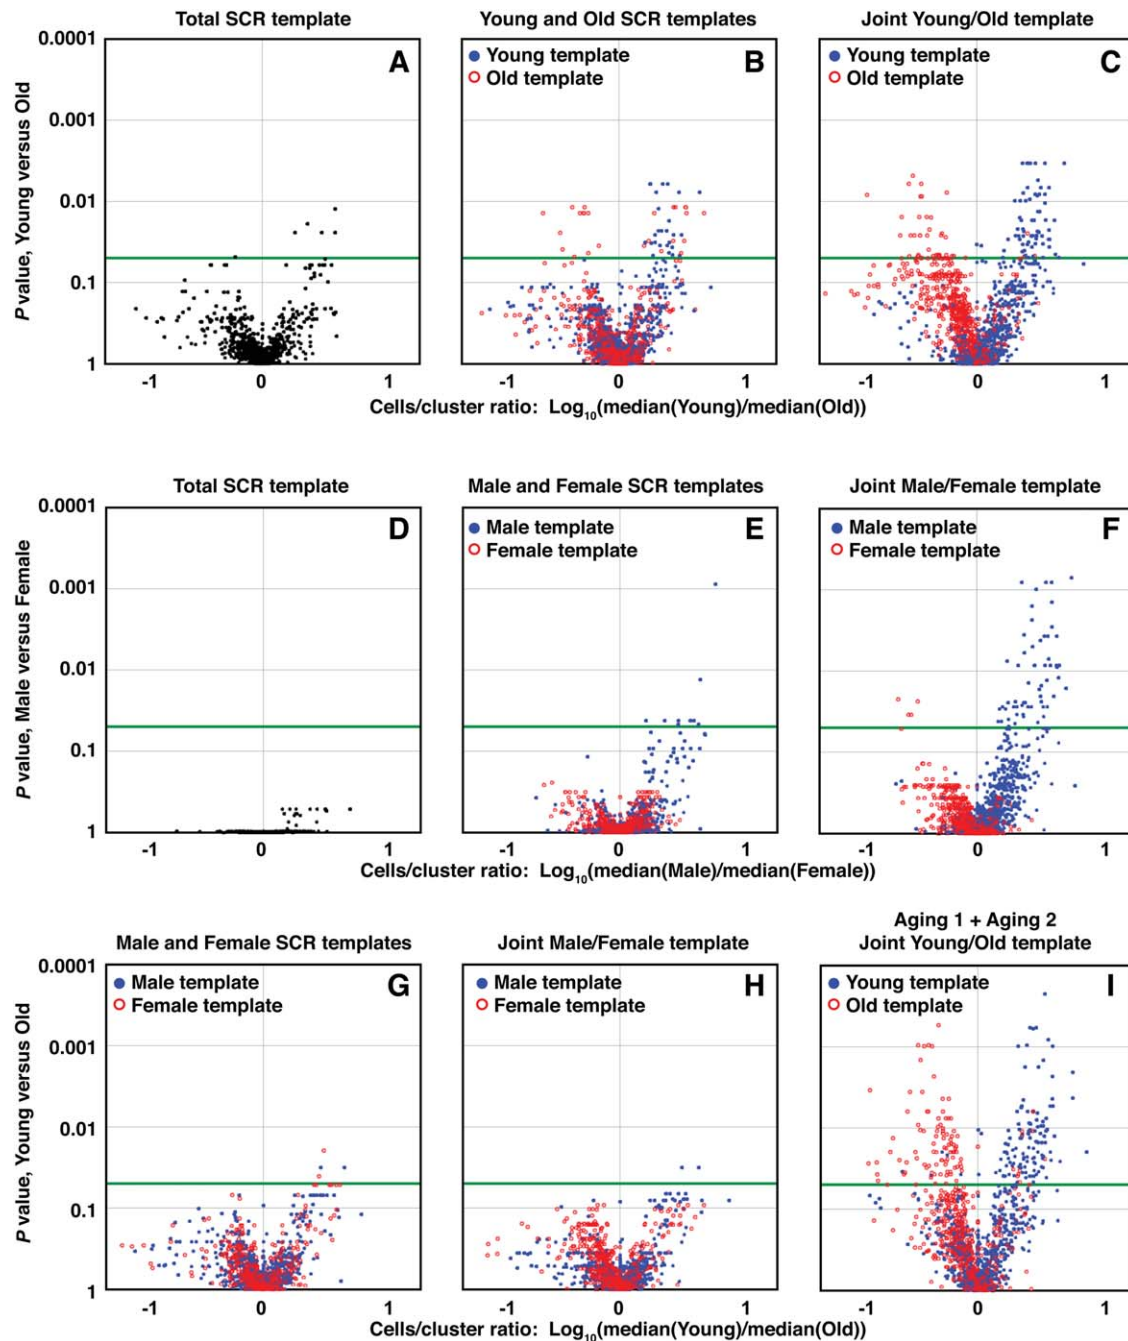 Total SCR template
Young and Old SCR templates
Joint Young/Old template
P value, Young versus Old
0.0001
0.001
0.01
0.1
1
A
Young template
Old template
B
Young template
Old template
C
-1 0 1
-1 0 1
-1 0 1
Cells/cluster ratio: Log10(median(Young)/median(Old))
Total SCR template
Male and Female SCR templates
Joint Male/Female template
P value, Male versus Female
0.0001
0.001
0.01
0.1
1
D
Male template
Female template
E
Male template
Female template
F
-1 0 1
-1 0 1
-1 0 1
Cells/cluster ratio: Log10(median(Male)/median(Female))
Male and Female SCR templates
Joint Male/Female template
Aging 1 + Aging 2
Joint Young/Old template
P value, Young versus Old
0.0001
0.001
0.01
0.1
1
Male template
Female template
G
Male template
Female template
H
Young template
Old template
I
-1 0 1
-1 0 1
-1 0 1
Cells/cluster ratio: Log10(median(Young)/median(Old))